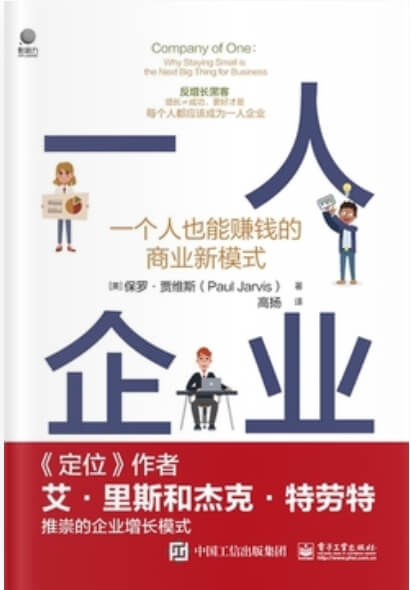 Company of One:
Why Staying Small is
the Next Big Thing for Business
反增长黑客
增长≠成功，更好才是
每个人都应该成为一人企业
一人
一个人也能赚钱的
商业新模式
[美] 保罗·贾维斯（Paul Jarvis） 著
高扬 译
企业
《定位》作者
艾·里斯和杰克·特劳特
推崇的企业增长模式
中国工信出版集团
电子工业出版社